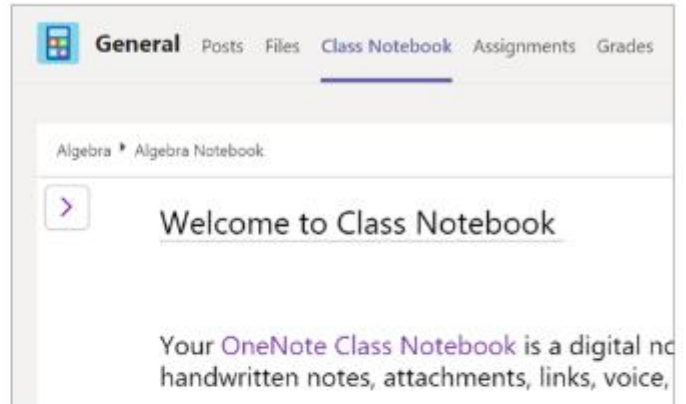 General Posts Files Class Notebook Assignments Grades
Algebra Algebra Notebook
Welcome to Class Notebook
Your OneNote Class Notebook is a digital
handwritten notes, attachments, links, voice,